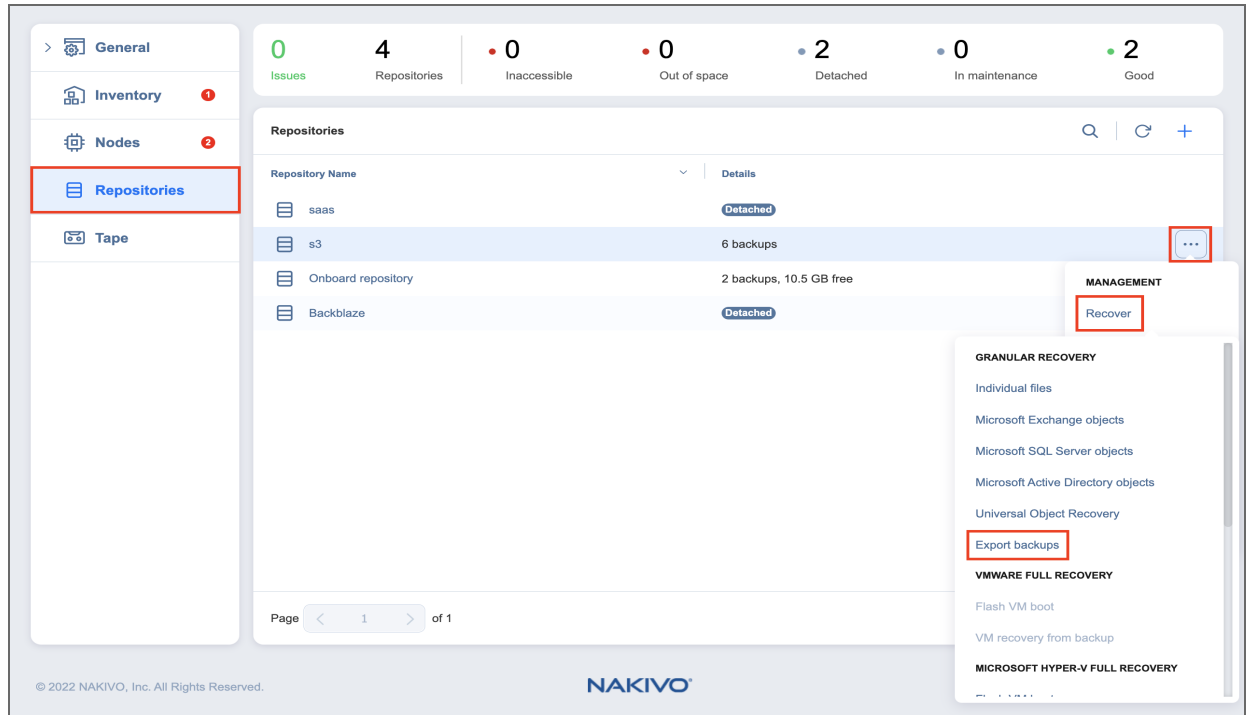 General
Inventory 1
Nodes 2
Repositories
Tape
0 4 0 0 2 0 2
Issues Repositories Inaccessible Out of space Detached In maintenance Good
Repositories
Repository Name Details
saas Detached
s3 6 backups
Onboard repository 2 backups, 10.5 GB free
Backblaze Detached
MANAGEMENT
Recover
GRANULAR RECOVERY
Individual files
Microsoft Exchange objects
Microsoft SQL Server objects
Microsoft Active Directory objects
Universal Object Recovery
Export backups
VMWARE FULL RECOVERY
Flash VM boot
VM recovery from backup
MICROSOFT HYPER-V FULL RECOVERY
Page 1 of 1
© 2022 NAKIVO, Inc. All Rights Reserved.
NAKIVO®